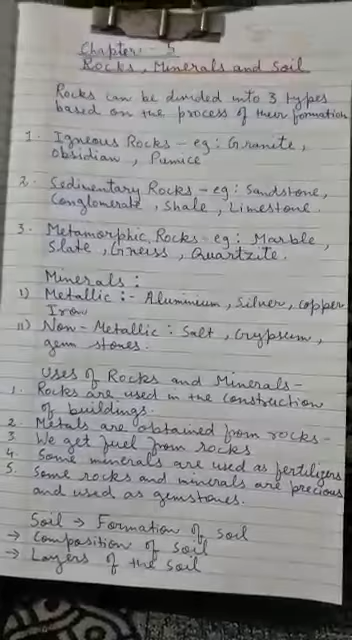 Chapter - 5
Rocks, Minerals and Soil
Rocks can be divided into 3 types
based on the process of their formation
1. Igneous Rocks - eg: Granite,
Obsidian, Pumice
2. Sedimentary Rocks - eg: Sandstone,
Conglomerate, Shale, Limestone.
3. Metamorphic Rocks - eg: Marble,
Slate, Gneiss, Quartzite.
Minerals:
i) Metallic :- Aluminium, Silver, copper
Iron
ii) Non-Metallic : Salt, Gypsum,
gem stones.
Uses of Rocks and Minerals-
1. Rocks are used in the construction
of buildings.
2. Metals are obtained from rocks-
3. We get fuel from rocks
4. Some minerals are used as fertilizers
5. Some rocks and minerals are precious
and used as gemstones.
Soil → Formation of soil
→ Composition of soil
→ Layers of the soil